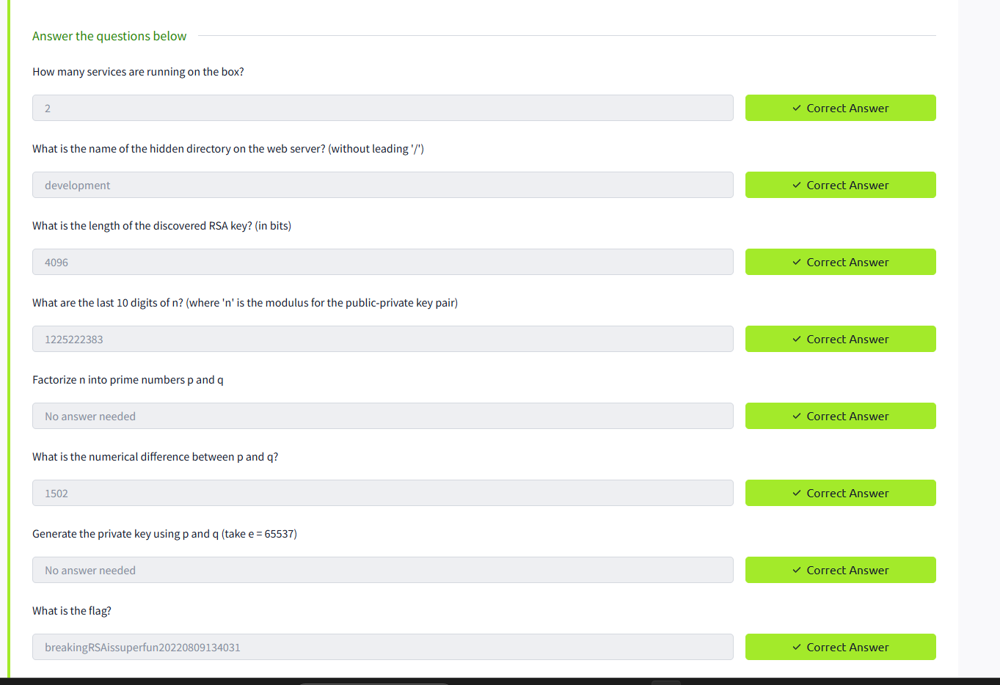 Answer the questions below
How many services are running on the box?
2
✓ Correct Answer
What is the name of the hidden directory on the web server? (without leading '/')
development
✓ Correct Answer
What is the length of the discovered RSA key? (in bits)
4096
✓ Correct Answer
What are the last 10 digits of n? (where 'n' is the modulus for the public-private key pair)
1225222383
✓ Correct Answer
Factorize n into prime numbers p and q
No answer needed
✓ Correct Answer
What is the numerical difference between p and q?
1502
✓ Correct Answer
Generate the private key using p and q (take e = 65537)
No answer needed
✓ Correct Answer
What is the flag?
breakingRSAissuperfun20220809134031
✓ Correct Answer